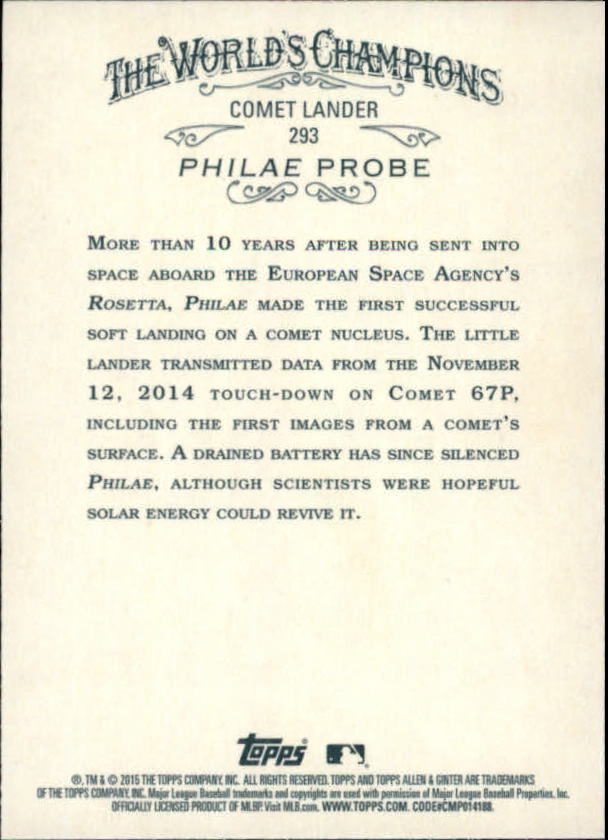 THE WORLD'S CHAMPIONS
COMET LANDER
293
PHILAE PROBE
MORE THAN 10 YEARS AFTER BEING SENT INTO
SPACE ABOARD THE EUROPEAN SPACE AGENCY'S
ROSETTA, PHILAE MADE THE FIRST SUCCESSFUL
SOFT LANDING ON A COMET NUCLEUS. THE LITTLE
LANDER TRANSMITTED DATA FROM THE NOVEMBER
12, 2014 TOUCH-DOWN ON COMET 67P,
INCLUDING THE FIRST IMAGES FROM A COMET'S
SURFACE. A DRAINED BATTERY HAS SINCE SILENCED
PHILAE, ALTHOUGH SCIENTISTS WERE HOPEFUL
SOLAR ENERGY COULD REVIVE IT.
Topps
®, TM & © 2015 THE TOPPS COMPANY, INC. ALL RIGHTS RESERVED. TOPPS AND TOPPS ALLEN & GINTER ARE TRADEMARKS
OF THE TOPPS COMPANY, INC. Major League Baseball trademarks and copyrights are used with permission of Major League Baseball Properties, Inc.
OFFICIALLY LICENSED PRODUCT OF MLBP. Visit MLB.com. WWW.TOPPS.COM. CODE#CMP014188.